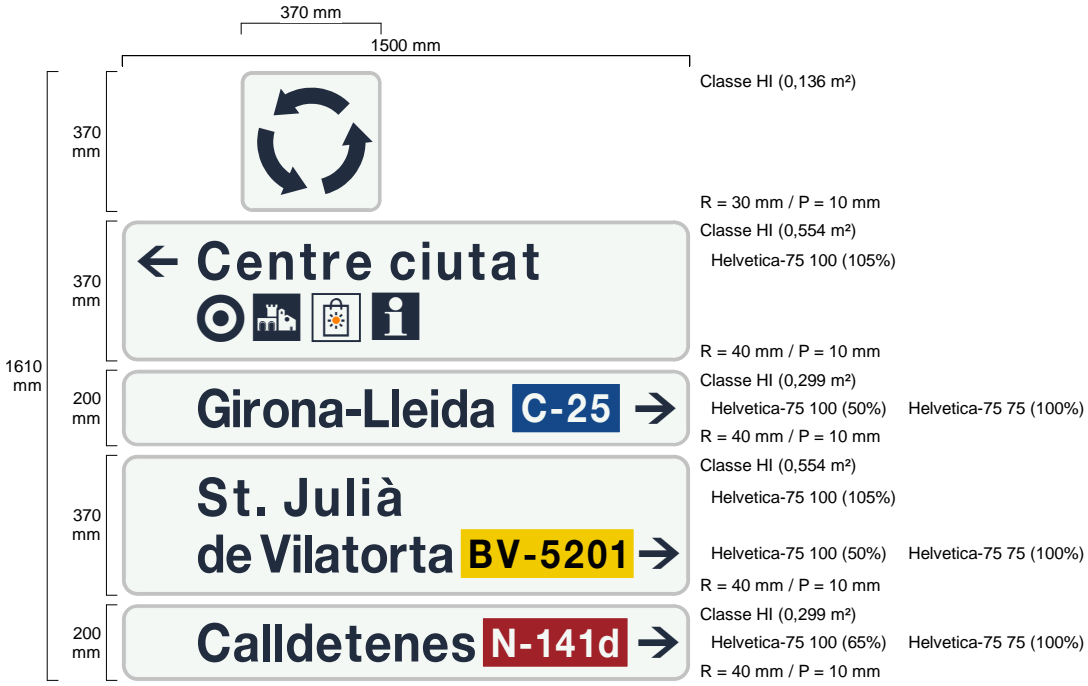 370 mm
1500 mm
Classe HI (0,136 m²)
370
mm
R = 30 mm / P = 10 mm
Classe HI (0,554 m²)
Centre ciutat
Helvetica-75 100 (105%)
370
mm
i
R = 40 mm / P = 10 mm
1610
mm
Classe HI (0,299 m²)
200
mm
Girona-Lleida C-25
Helvetica-75 100 (50%) Helvetica-75 75 (100%)
R = 40 mm / P = 10 mm
Classe HI (0,554 m²)
St. Julià
Helvetica-75 100 (105%)
370
mm
de Vilatorta BV-5201
Helvetica-75 100 (50%) Helvetica-75 75 (100%)
R = 40 mm / P = 10 mm
Classe HI (0,299 m²)
200
mm
Calldetenes N-141d
Helvetica-75 100 (65%) Helvetica-75 75 (100%)
R = 40 mm / P = 10 mm